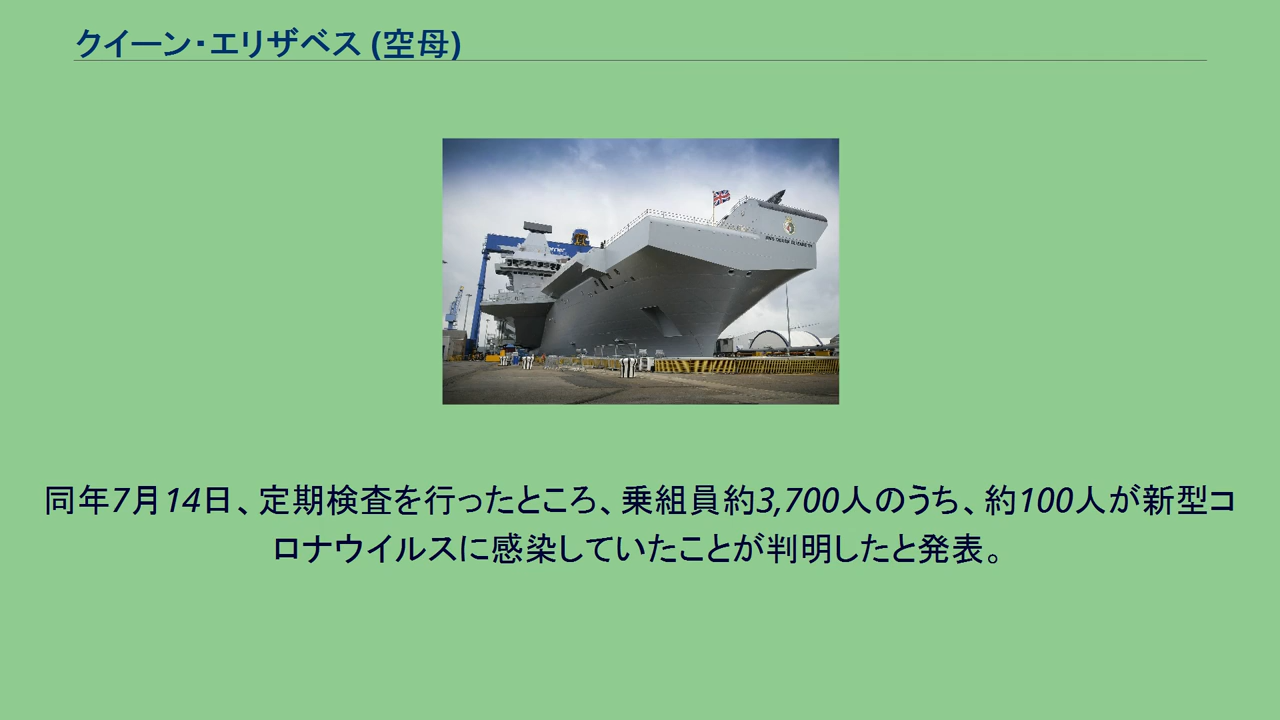 クイーン・エリザベス (空母)
HMS QUEEN ELIZABETH
同年7月14日、定期検査を行ったところ、乗組員約3,700人のうち、約100人が新型コ
ロナウイルスに感染していたことが判明したと発表。